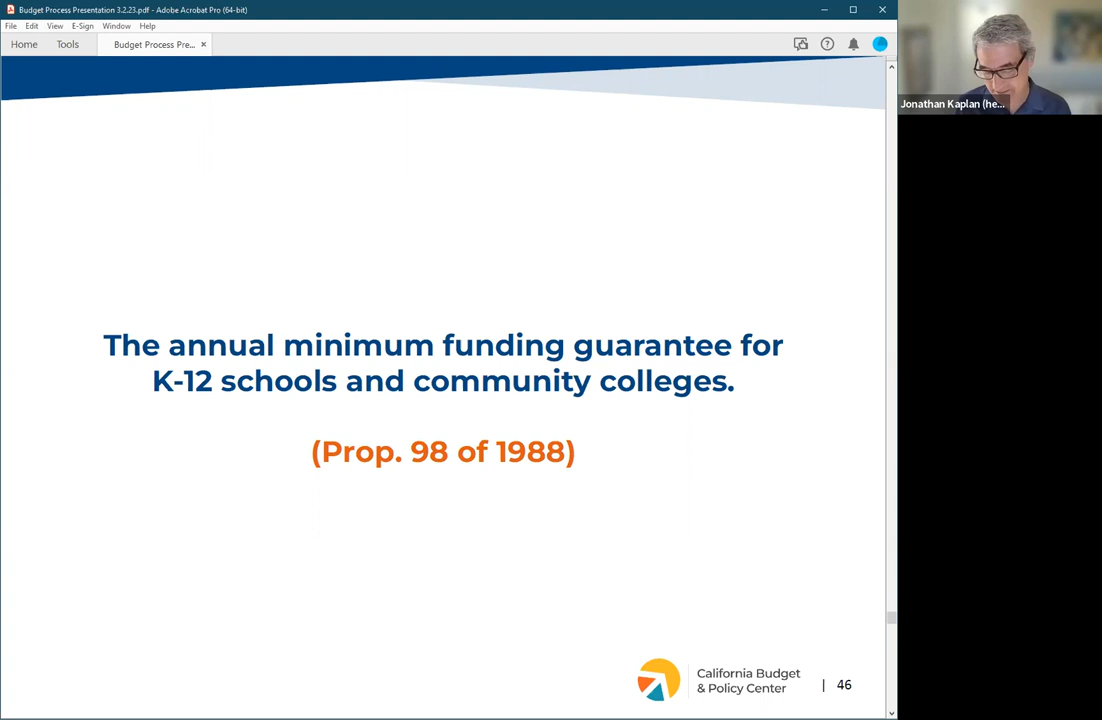 Budget Process Presentation 3.2.23.pdf - Adobe Acrobat Pro (64-bit)
File Edit View E-Sign Window Help
Home Tools Budget Process Pre... ×
Jonathan Kaplan (he...
The annual minimum funding guarantee for
K-12 schools and community colleges.
(Prop. 98 of 1988)
California Budget
& Policy Center
| 46